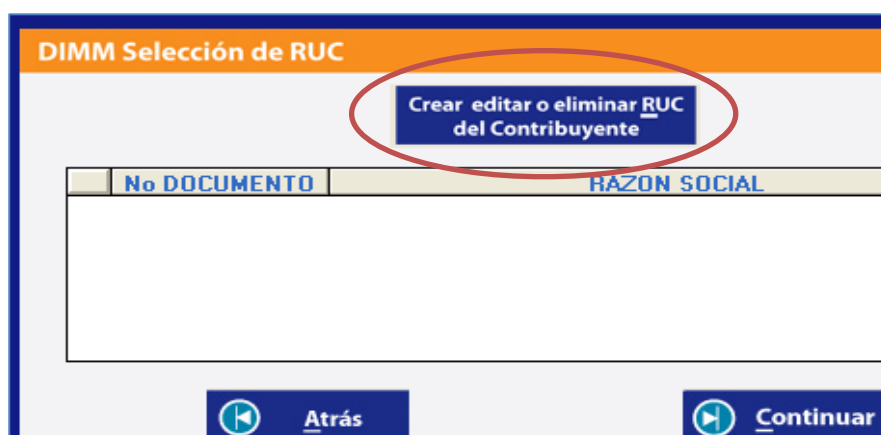 DIMM Selección de RUC
Crear editar o eliminar RUC
del Contribuyente
No DOCUMENTO RAZON SOCIAL
Atrás Continuar